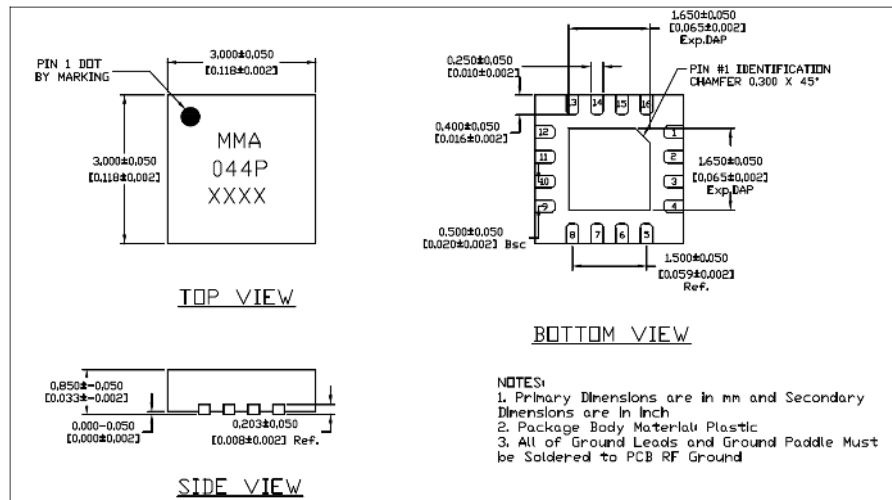 PIN 1 DOT
BY MARKING
3,000±0,050
[0.118±0.002]
3,000±0,050
[0,118±0,002]
MMA
044P
XXXX
TOP VIEW
1,650±0,050
[0,065±0,002]
Exp.DAP
0,250±0,050
[0.010±0.002]
PIN #1 IDENTIFICATION
CHAMFER 0,300 X 45°
0,400±0,050
[0.016±0.002]
13 14 15 16
12 11 10 9
1 2 3 4
8 7 6 5
1,650±0,050
[0,065±0,002]
Exp.DAP
0,500±0,050
[0.020±0.002] Bsc
1,500±0,050
[0.059±0.002]
Ref.
BOTTOM VIEW
0,850±-0,050
[0.033±-0.002]
0,000-0,050
[0,000±0,002]
0,203±0,050
[0.008±0.002] Ref.
SIDE VIEW
NOTES:
1. Primary Dimensions are in mm and Secondary
Dimensions are in Inch
2. Package Body Material: Plastic
3. All of Ground Leads and Ground Paddle Must
be Soldered to PCB RF Ground